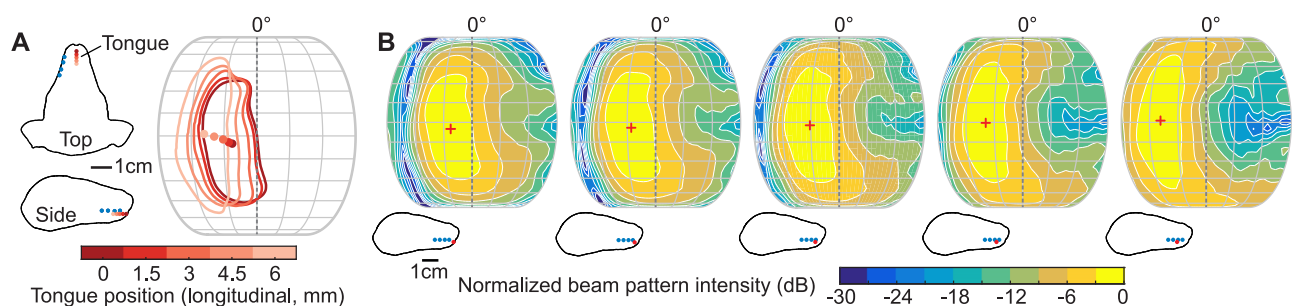 A
Tongue
Top
1cm
Side
0°
0 1.5 3 4.5 6
Tongue position (longitudinal, mm)
B
0° 0° 0° 0° 0°
1cm
Normalized beam pattern intensity (dB)
-30 -24 -18 -12 -6 0